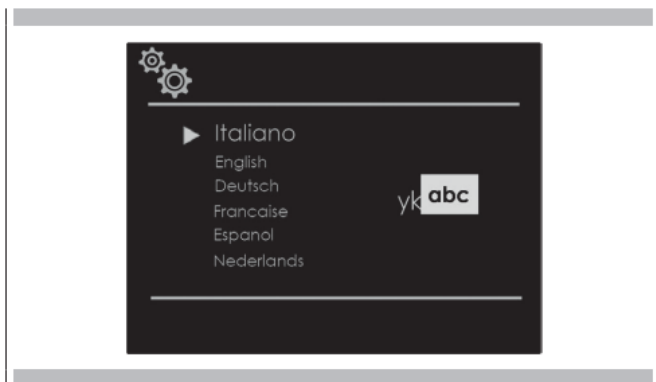 Italiano
English
Deutsch
Francaise
yk abc
Espanol
Nederlands